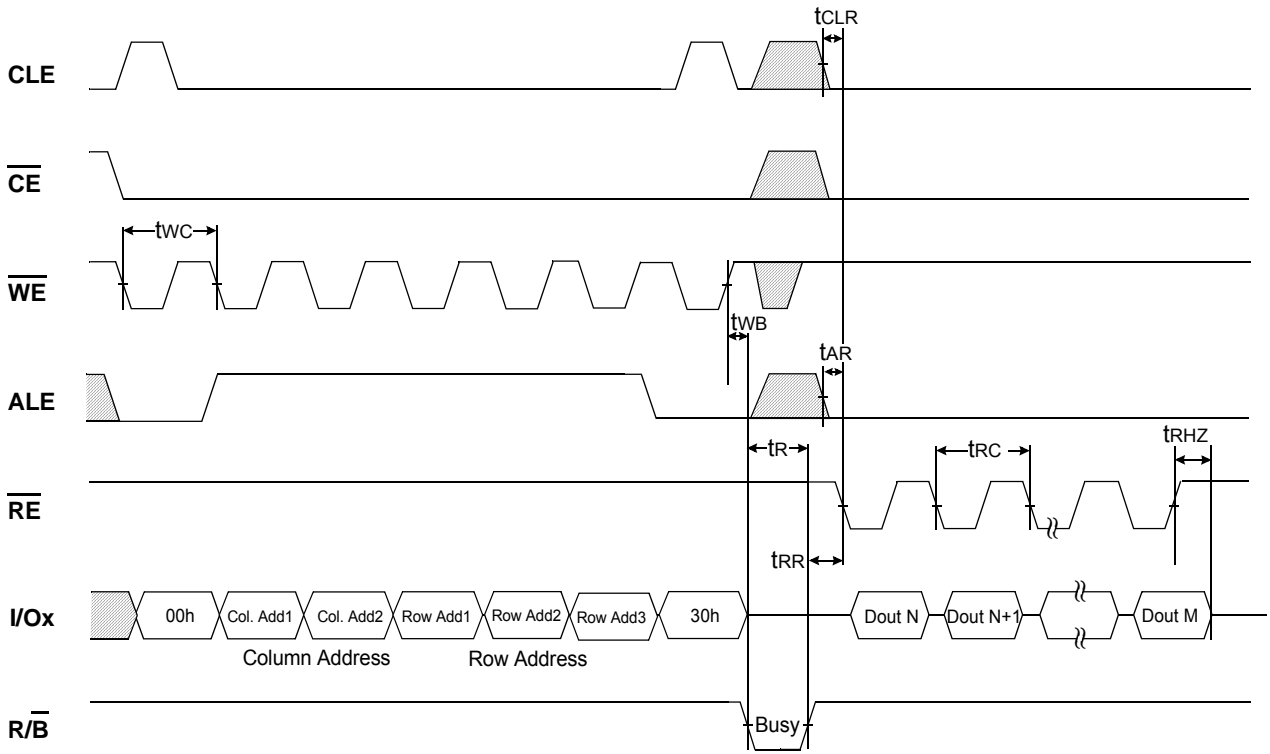 tCLR
CLE
CE
tWC
WE
tWB
tAR
ALE
tR
tRC
tRHZ
RE
tRR
I/Ox
00h Col. Add1 Col. Add2 Row Add1 Row Add2 Row Add3 30h Dout N Dout N+1 Dout M
Column Address Row Address
R/B
Busy